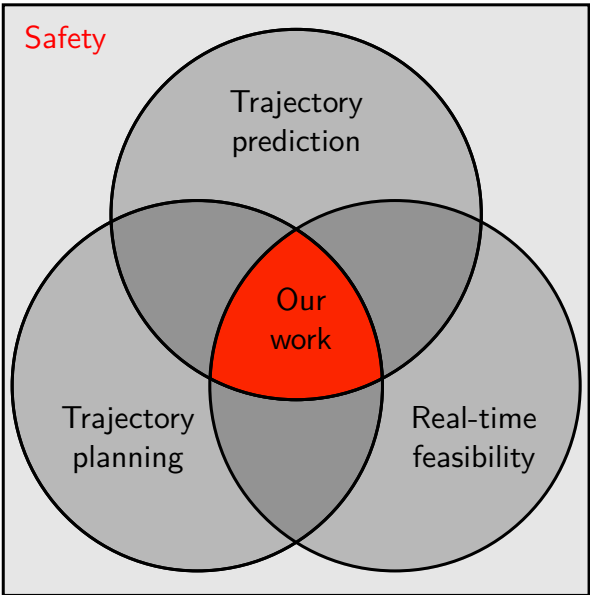 Safety
Trajectory
prediction
Our
work
Trajectory
planning
Real-time
feasibility